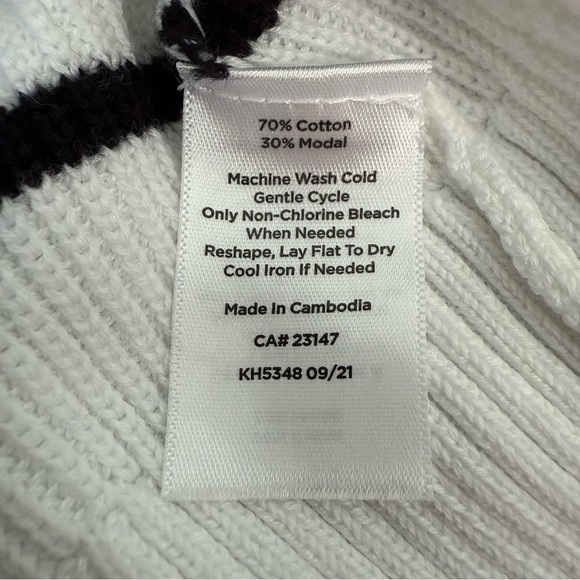 70% Cotton
30% Modal
Machine Wash Cold
Gentle Cycle
Only Non-Chlorine Bleach
When Needed
Reshape, Lay Flat To Dry
Cool Iron If Needed
Made In Cambodia
CA# 23147
KH5348 09/21